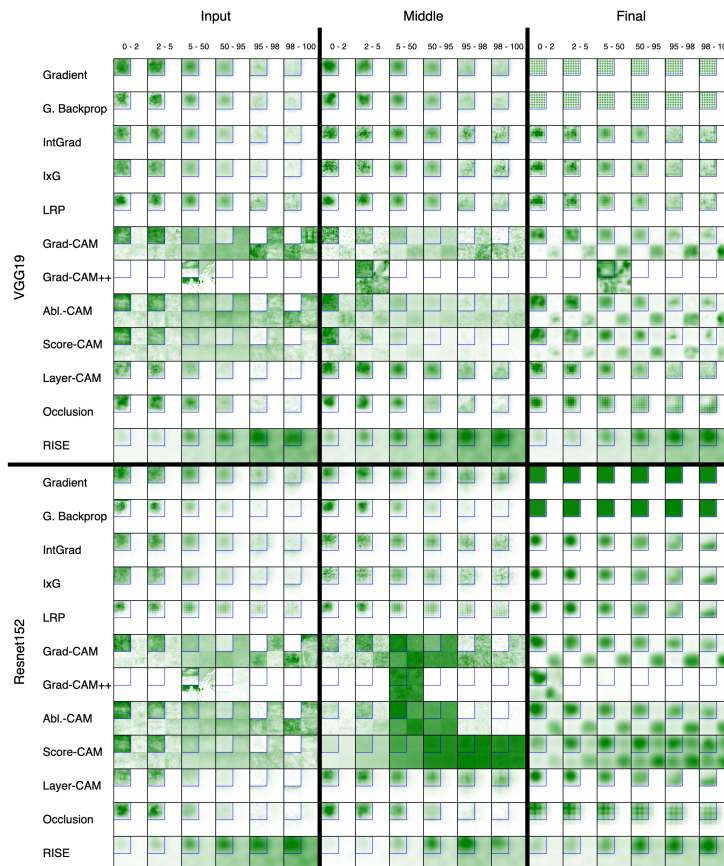 Input Middle Final
0 - 2 2 - 5 5 - 50 50 - 95 95 - 98 98 - 100 0 - 2 2 - 5 5 - 50 50 - 95 95 - 98 98 - 100 0 - 2 2 - 5 5 - 50 50 - 95 95 - 98 98 - 10
VGG19
Gradient
G. Backprop
IntGrad
IxG
LRP
Grad-CAM
Grad-CAM++
Abl.-CAM
Score-CAM
Layer-CAM
Occlusion
RISE
Resnet152
Gradient
G. Backprop
IntGrad
IxG
LRP
Grad-CAM
Grad-CAM++
Abl.-CAM
Score-CAM
Layer-CAM
Occlusion
RISE